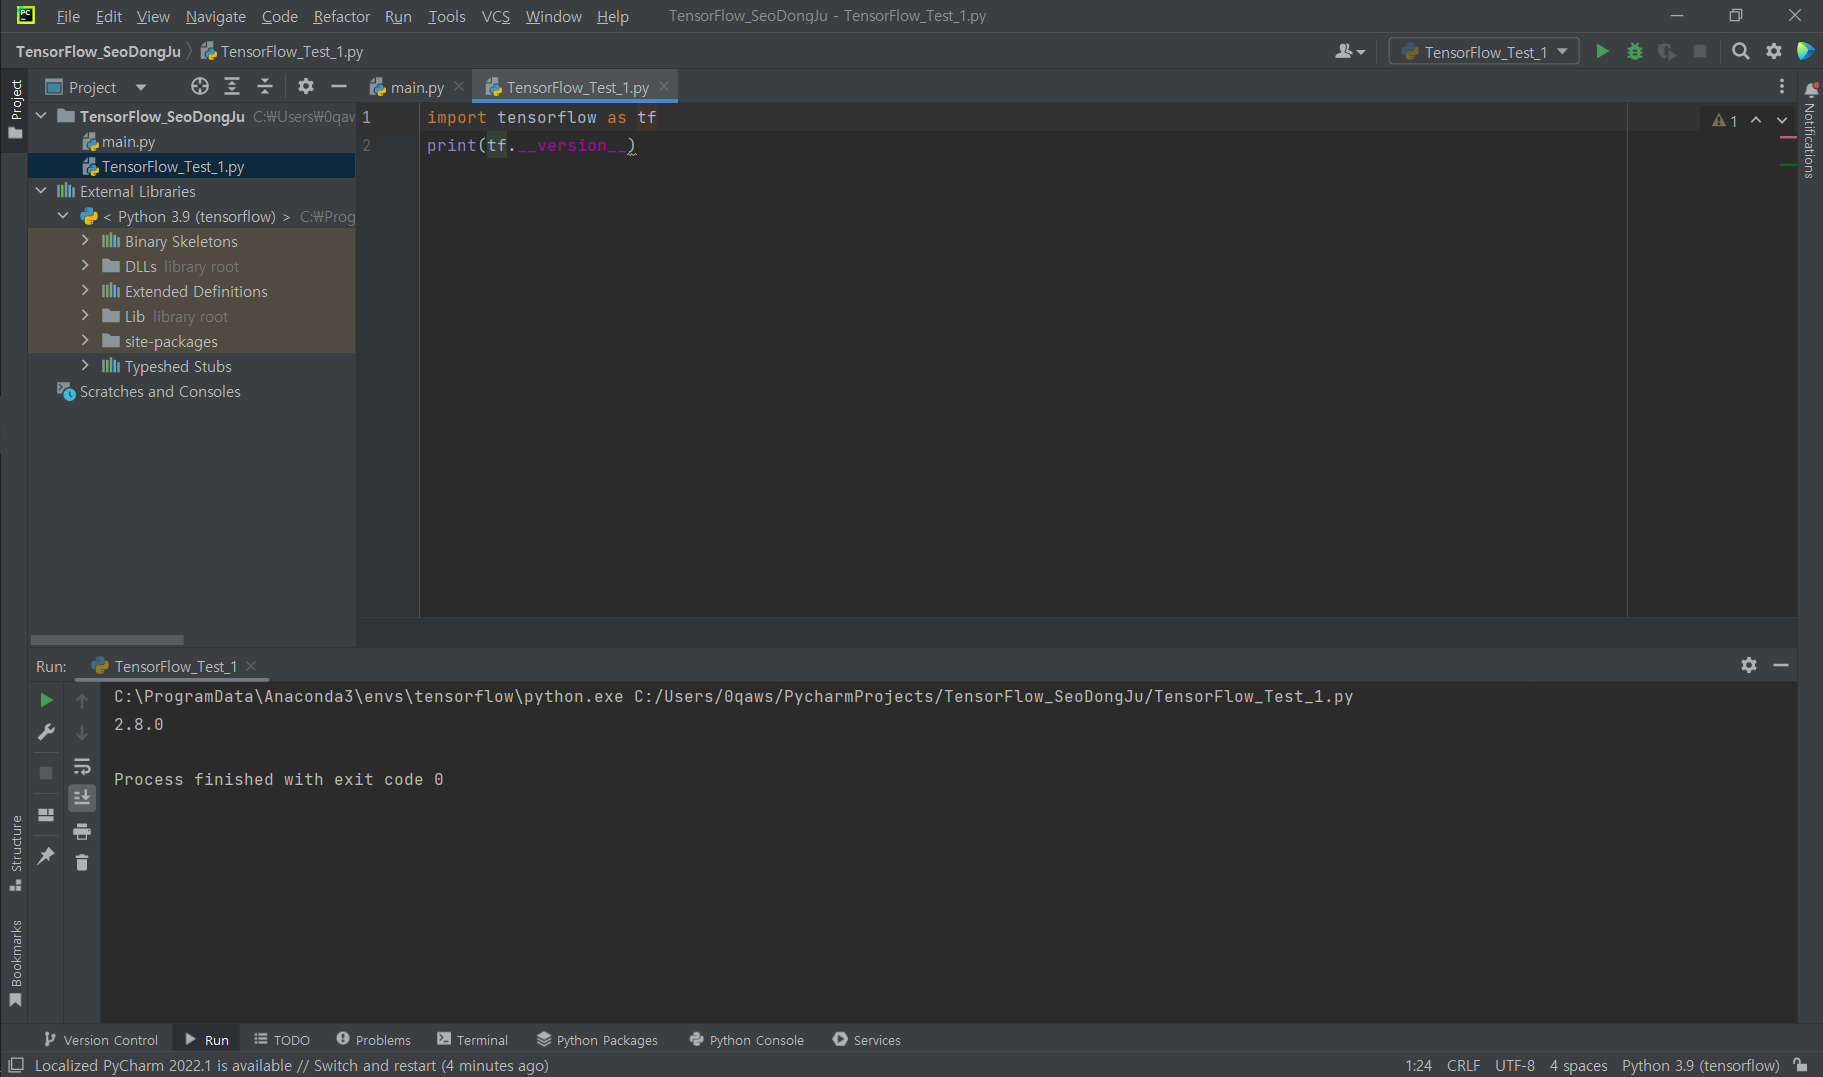 PC File Edit View Navigate Code Refactor Run Tools VCS Window Help TensorFlow_SeoDongJu - TensorFlow_Test_1.py
TensorFlow_SeoDongJu TensorFlow_Test_1.py TensorFlow_Test_1
Project
Project main.py TensorFlow_Test_1.py
Notifications
TensorFlow_SeoDongJu C:₩Users₩0qaw
main.py
TensorFlow_Test_1.py
External Libraries
< Python 3.9 (tensorflow) > C:₩Prog
Binary Skeletons
DLLs library root
Extended Definitions
Lib library root
site-packages
Typeshed Stubs
Scratches and Consoles
1 import tensorflow as tf
2 print(tf.__version__)
1
Run: TensorFlow_Test_1
C:\ProgramData\Anaconda3\envs\tensorflow\python.exe C:/Users/0qaws/PycharmProjects/TensorFlow_SeoDongJu/TensorFlow_Test_1.py
2.8.0
Process finished with exit code 0
Structure
Bookmarks
Version Control Run TODO Problems Terminal Python Packages Python Console Services
Localized PyCharm 2022.1 is available // Switch and restart (4 minutes ago) 1:24 CRLF UTF-8 4 spaces Python 3.9 (tensorflow)